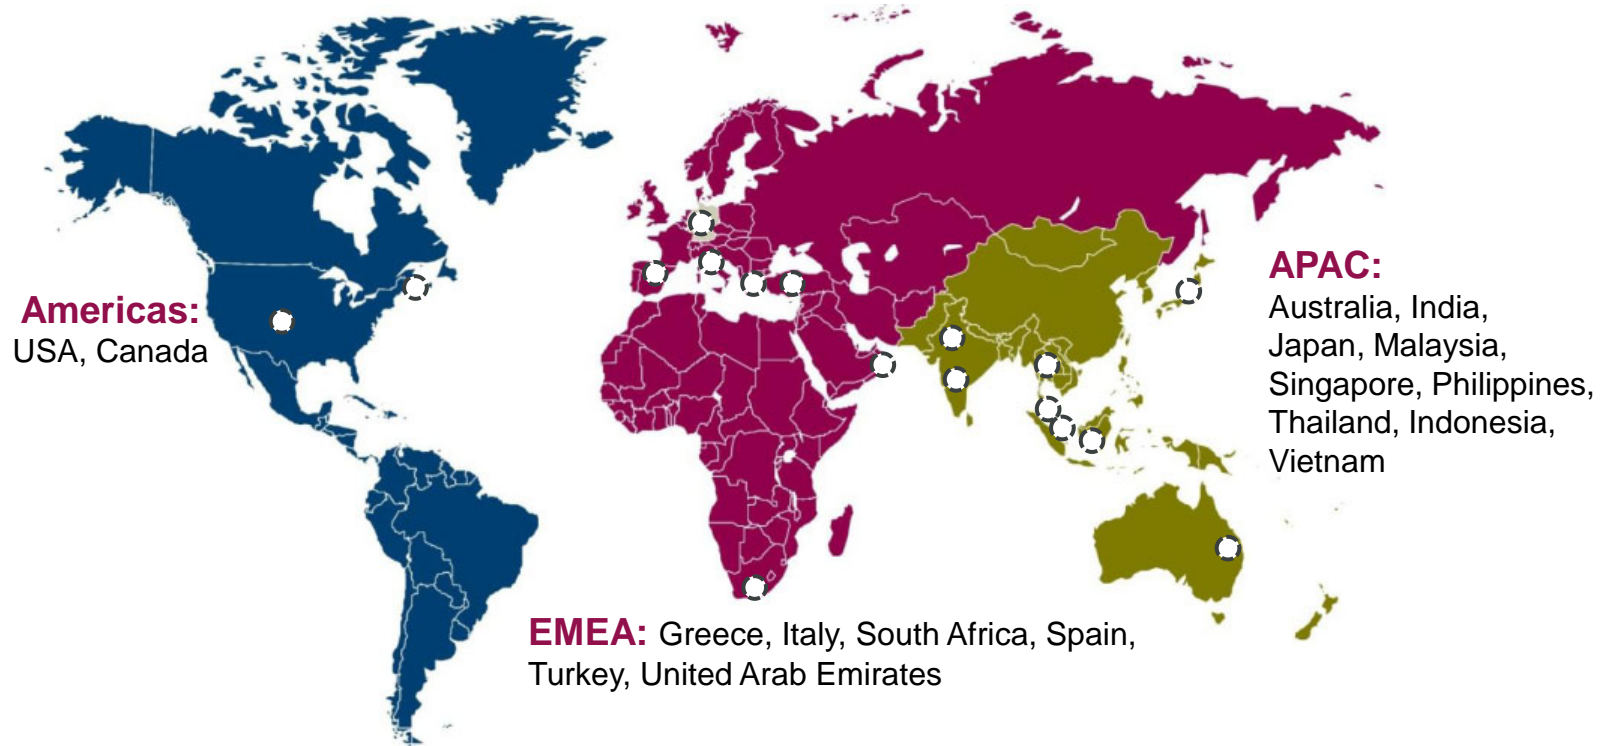 Americas:
USA, Canada
APAC:
Australia, India,
Japan, Malaysia,
Singapore, Philippines,
Thailand, Indonesia,
Vietnam
EMEA: Greece, Italy, South Africa, Spain,
Turkey, United Arab Emirates